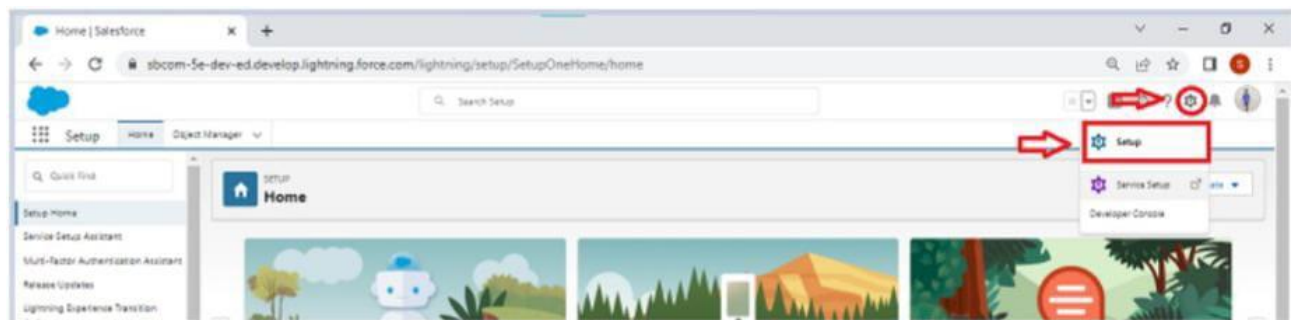 Home | Salesforce
sbcom-5e-dev-ed.develop.lightning.force.com/lightning/setup/SetupOneHome/home
S
Search Setup
?
Setup Home Object Manager
Setup
Quick Find
SETUP
Home
Service Setup
Developer Console
Setup Home
Service Setup Assistant
Multi-Factor Authentication Assistant
Release Updates
Lightning Experience Transition